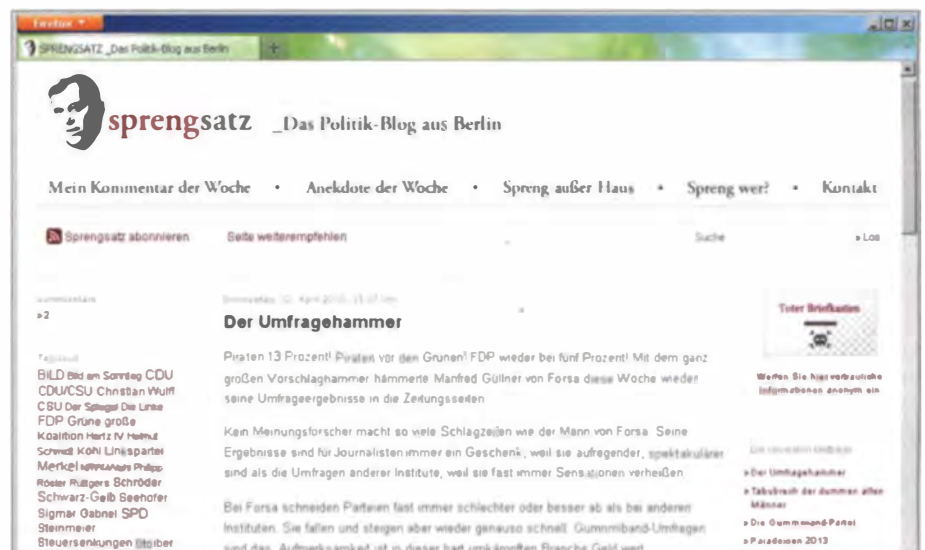 Firefox
SPRENGSATZ _Das Politik-Blog aus Berlin
sprengsatz _Das Politik-Blog aus Berlin
Mein Kommentar der Woche • Anekdote der Woche • Spreng außer Haus • Spreng wer? • Kontakt
Sprengsatz abonnieren Seite weiterempfehlen Suche » Los
Kommentare
» 2
Tagcloud
BILD Bild am Sonntag CDU
CDU/CSU Christian Wulff
CSU Der Spiegel Die Linke
FDP Grüne große
Koalition Hartz IV Helmut
Schmidt Kohl Linkspartei
Merkel Philipp
Rösler Rüttgers Schröder
Schwarz-Gelb Seehofer
Sigmar Gabriel SPD
Steinmeier
Steuersenkungen Stoiber
Der Umfragehammer
Piraten 13 Prozent! Piraten vor den Grünen! FDP wieder bei fünf Prozent! Mit dem ganz
großen Vorschlaghammer hämmerte Manfred Güllner von Forsa diese Woche wieder
seine Umfrageergebnisse in die Zeitungsseiten.
Kein Meinungsforscher macht so viele Schlagzeilen wie der Mann von Forsa. Seine
Ergebnisse sind für Journalisten immer ein Geschenk, weil sie aufregender, spektakulärer
sind als die Umfragen anderer Institute, weil sie fast immer Sensationen verheißen.
Bei Forsa schneiden Parteien fast immer schlechter oder besser ab als bei anderen
Instituten. Sie fallen und steigen aber wieder genauso schnell. Gummiband-Umfragen
sind das. Aufmerksamkeit ist in dieser hart umkämpften Branche Geld wert.
Toter Briefkasten
Werfen Sie hier vertrauliche
Informationen anonym ein
Die neuesten Beiträge
» Der Umfragehammer
» Tabubruch der dummen alten
Männer
» Die Gummiwand-Partei
» Paradeisen 2013